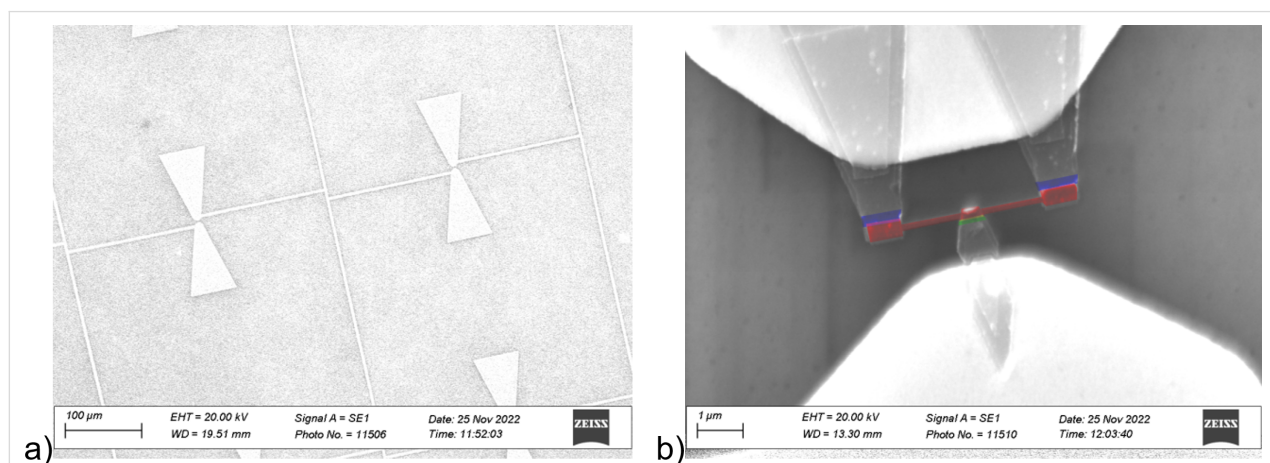 100 µm
EHT = 20.00 kV
Signal A = SE1
Date: 25 Nov 2022
WD = 19.51 mm
Photo No. = 11506
Time: 11:52:03
ZEISS
a)
1 µm
EHT = 20.00 kV
Signal A = SE1
Date: 25 Nov 2022
WD = 13.30 mm
Photo No. = 11510
Time: 12:03:40
ZEISS
b)